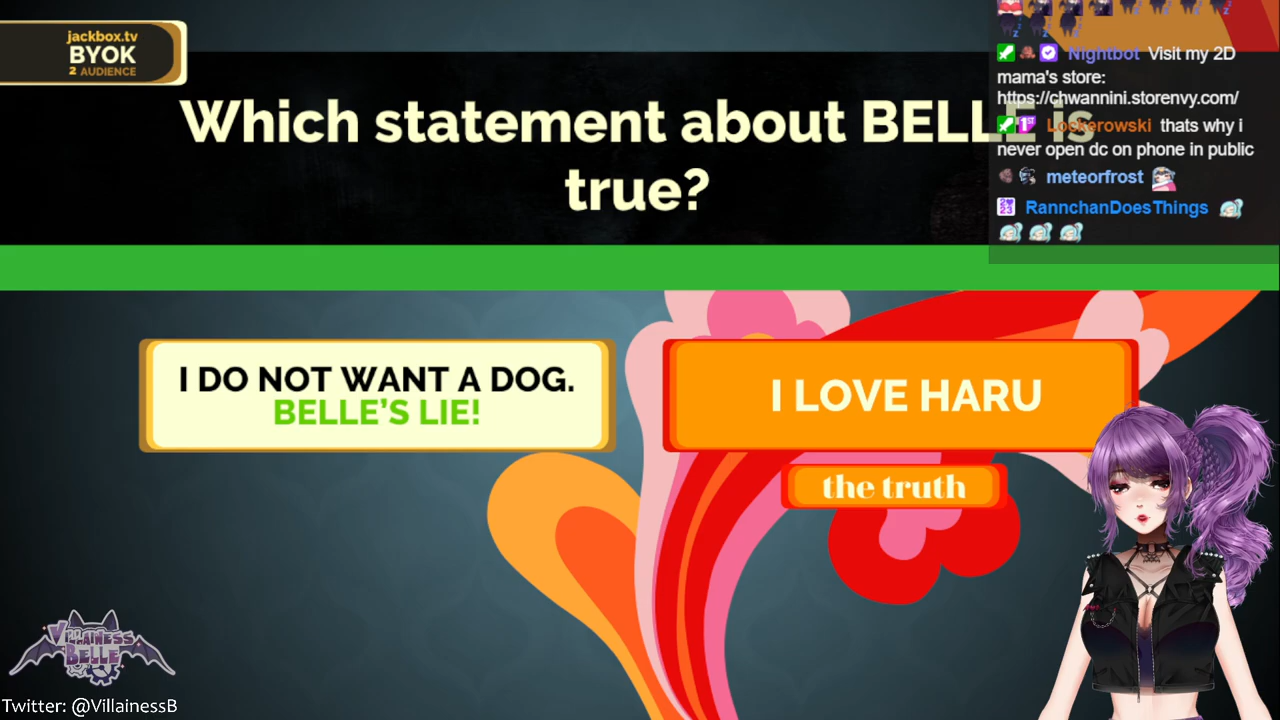 jackbox.tv
BYOK
2 AUDIENCE
Which statement about BELLE is
true?
Nightbot Visit my 2D
mama's store:
https://chwannini.storenvy.com/
1ST Lockerowski thats why i
never open dc on phone in public
meteorfrost
RannchanDoesThings
I DO NOT WANT A DOG.
BELLE'S LIE!
I LOVE HARU
the truth
VILLAINESS
BELLE
Twitter: @VillainessB